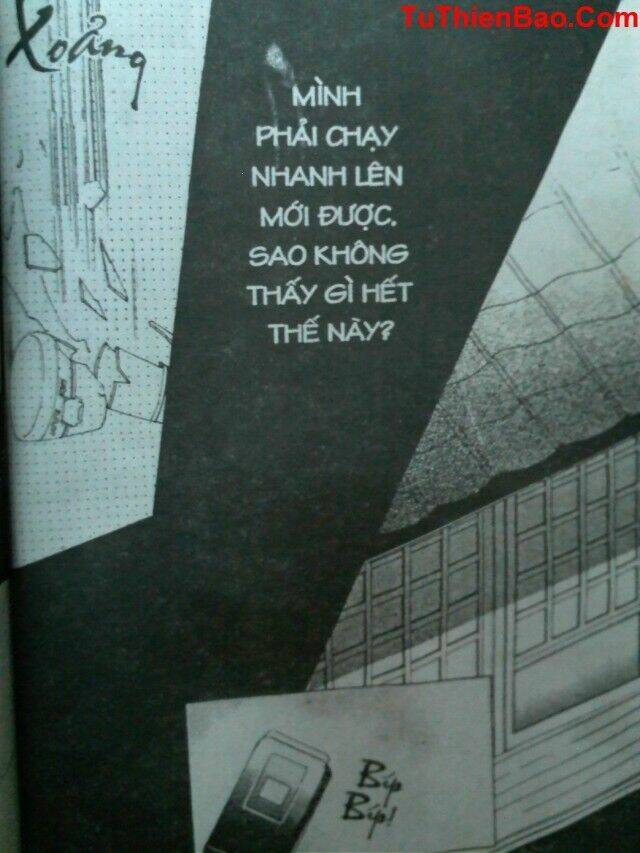 TuThienBao.Com
Xoảng
MÌNH
PHẢI CHẠY
NHANH LÊN
MỚI ĐƯỢC.
SAO KHÔNG
THẤY GÌ HẾT
THẾ NÀY?
Bíp
Bíp!